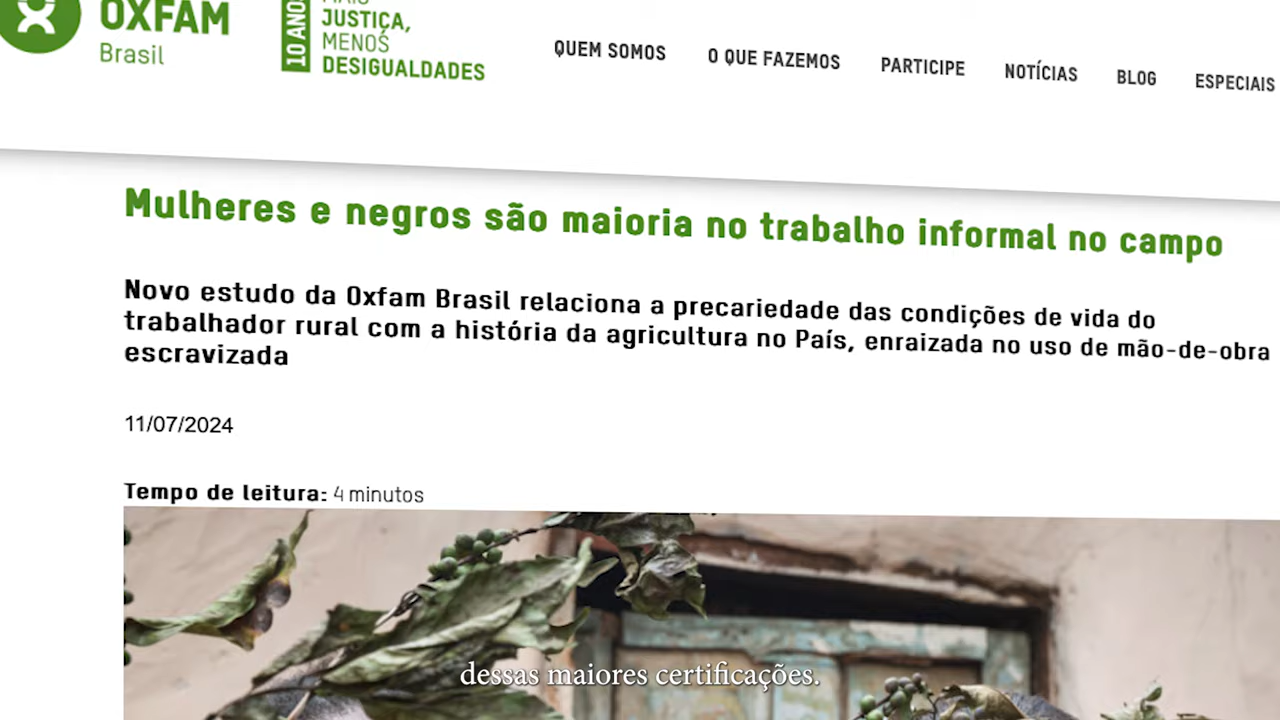 OXFAM
Brasil
10 ANOS
MAIS
JUSTIÇA,
MENOS
DESIGUALDADES
QUEM SOMOS
O QUE FAZEMOS
PARTICIPE
NOTÍCIAS
BLOG
ESPECIAIS
Mulheres e negros são maioria no trabalho informal no campo
Novo estudo da Oxfam Brasil relaciona a precariedade das condições de vida do
trabalhador rural com a história da agricultura no País, enraizada no uso de mão-de-obra
escravizada
11/07/2024
Tempo de leitura: 4 minutos
dessas maiores certificações.